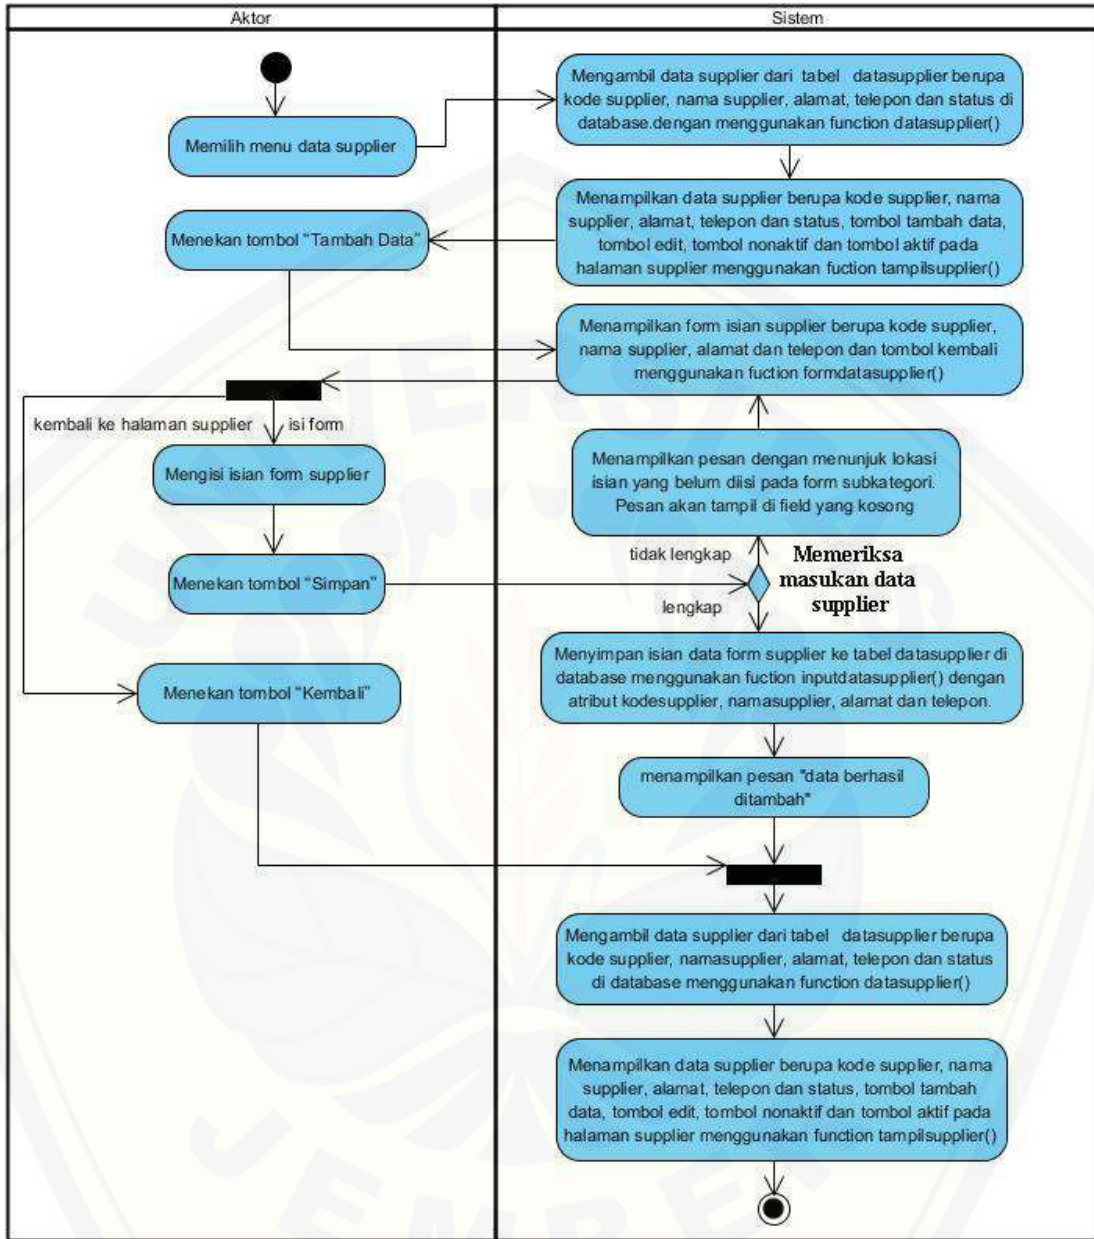 Aktor
Sistem
Mengambil data supplier dari tabel datasupplier berupa
kode supplier, nama supplier, alamat, telepon dan status di
database.dengan menggunakan function datasupplier()
Memilih menu data supplier
Menampilkan data supplier berupa kode supplier, nama
supplier, alamat, telepon dan status, tombol tambah data,
tombol edit, tombol nonaktif dan tombol aktif pada
halaman supplier menggunakan fuction tampilsupplier()
Menekan tombol "Tambah Data"
Menampilkan form isian supplier berupa kode supplier,
nama supplier, alamat dan telepon dan tombol kembali
menggunakan fuction formdatasupplier()
kembali ke halaman supplier
isi form
Mengisi isian form supplier
Menampilkan pesan dengan menunjuk lokasi
isian yang belum diisi pada form subkategori.
Pesan akan tampil di field yang kosong
tidak lengkap
Memeriksa
masukan data
supplier
Menekan tombol "Simpan"
lengkap
Menyimpan isian data form supplier ke tabel datasupplier di
database menggunakan fuction inputdatasupplier() dengan
atribut kodesupplier, namasupplier, alamat dan telepon.
Menekan tombol "Kembali"
menampilkan pesan "data berhasil
ditambah"
Mengambil data supplier dari tabel datasupplier berupa
kode supplier, namasupplier, alamat, telepon dan status
di database menggunakan function datasupplier()
Menampilkan data supplier berupa kode supplier, nama
supplier, alamat, telepon dan status, tombol tambah
data, tombol edit, tombol nonaktif dan tombol aktif pada
halaman supplier menggunakan function tampilsupplier()
JEMBER